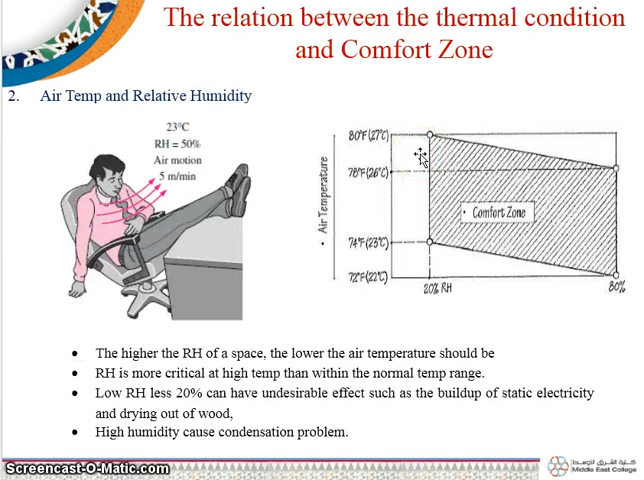 The relation between the thermal condition
and Comfort Zone
2. Air Temp and Relative Humidity
23°C
RH = 50%
Air motion
5 m/min
80°F(27°C)
78°F(26°C)
• Air Temperature
• Comfort Zone
74°F(23°C)
72°F(22°C)
20% RH
80%
• The higher the RH of a space, the lower the air temperature should be
• RH is more critical at high temp than within the normal temp range.
• Low RH less 20% can have undesirable effect such as the buildup of static electricity
and drying out of wood,
• High humidity cause condensation problem.
Screencast-O-Matic.com
كلية الشرق الأوسط
Middle East College